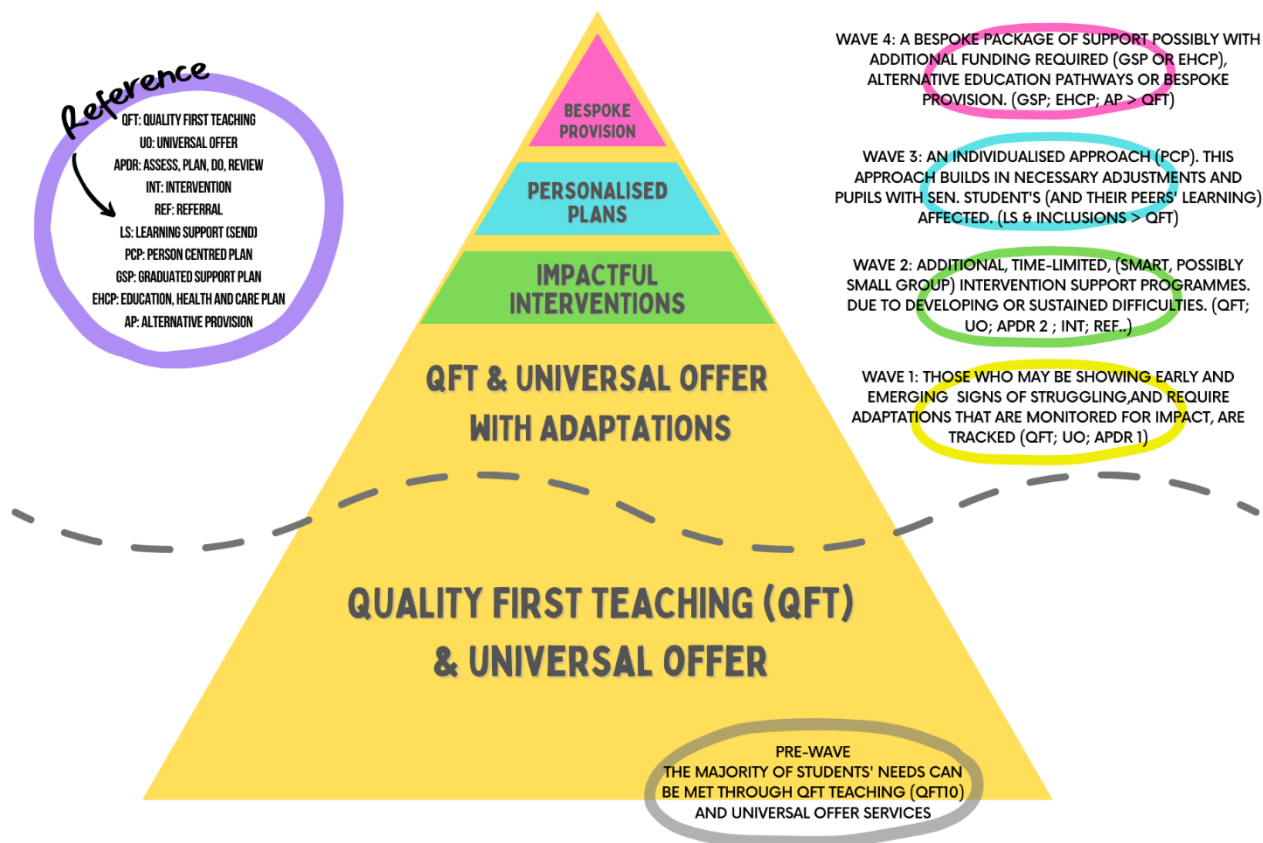 Reference
QFT: QUALITY FIRST TEACHING
UO: UNIVERSAL OFFER
APDR: ASSESS, PLAN, DO, REVIEW
INT: INTERVENTION
REF: REFERRAL
LS: LEARNING SUPPORT (SEND)
PCP: PERSON CENTRED PLAN
GSP: GRADUATED SUPPORT PLAN
EHCP: EDUCATION, HEALTH AND CARE PLAN
AP: ALTERNATIVE PROVISION
BESPOKE
PROVISION
PERSONALISED
PLANS
IMPACTFUL
INTERVENTIONS
QFT & UNIVERSAL OFFER
WITH ADAPTATIONS
QUALITY FIRST TEACHING (QFT)
& UNIVERSAL OFFER
WAVE 4: A BESPOKE PACKAGE OF SUPPORT POSSIBLY WITH
ADDITIONAL FUNDING REQUIRED (GSP OR EHCP),
ALTERNATIVE EDUCATION PATHWAYS OR BESPOKE
PROVISION. (GSP; EHCP; AP > QFT)
WAVE 3: AN INDIVIDUALISED APPROACH (PCP). THIS
APPROACH BUILDS IN NECESSARY ADJUSTMENTS AND
PUPILS WITH SEN. STUDENT'S (AND THEIR PEERS' LEARNING)
AFFECTED. (LS & INCLUSIONS > QFT)
WAVE 2: ADDITIONAL, TIME-LIMITED, (SMART, POSSIBLY
SMALL GROUP) INTERVENTION SUPPORT PROGRAMMES.
DUE TO DEVELOPING OR SUSTAINED DIFFICULTIES. (QFT;
UO; APDR 2 ; INT; REF..)
WAVE 1: THOSE WHO MAY BE SHOWING EARLY AND
EMERGING SIGNS OF STRUGGLING,AND REQUIRE
ADAPTATIONS THAT ARE MONITORED FOR IMPACT, ARE
TRACKED (QFT; UO; APDR 1)
PRE-WAVE
THE MAJORITY OF STUDENTS' NEEDS CAN
BE MET THROUGH QFT TEACHING (QFT10)
AND UNIVERSAL OFFER SERVICES